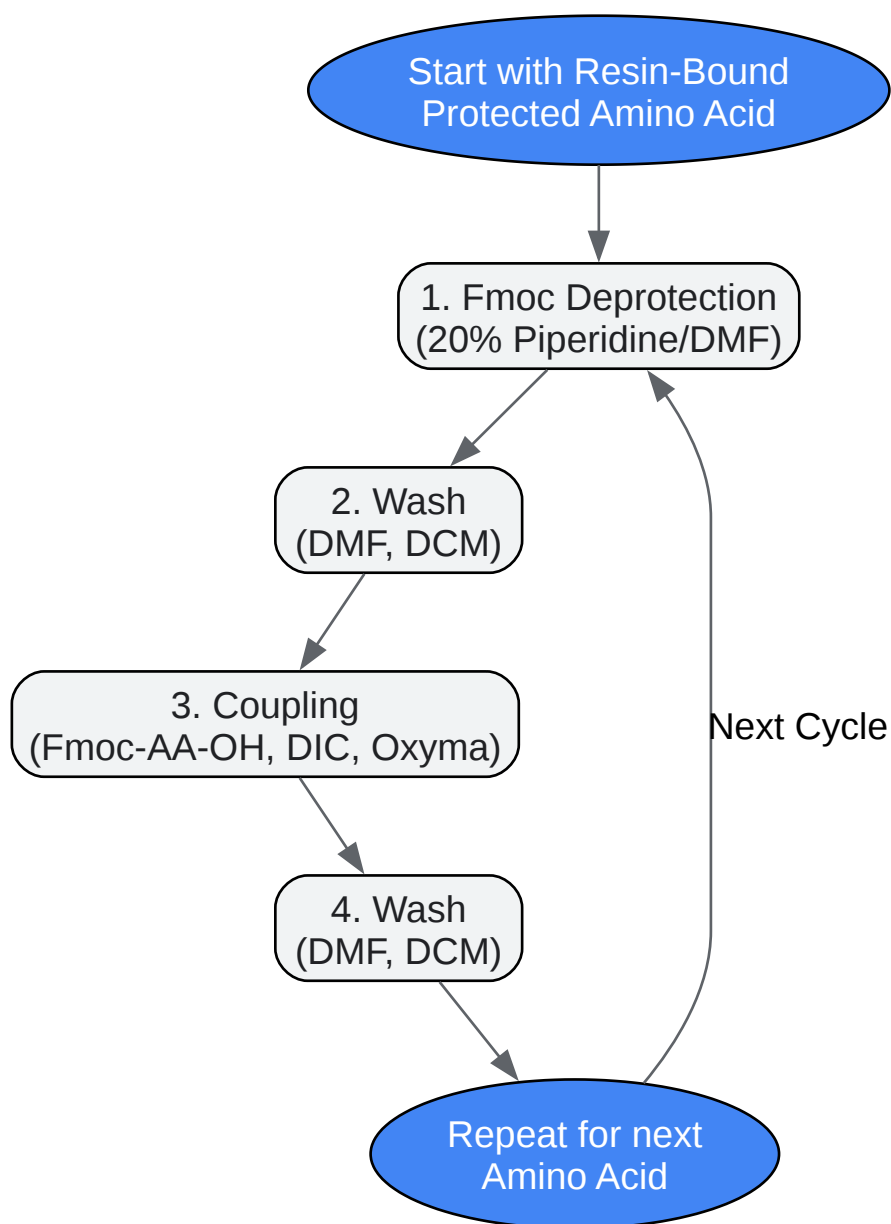 Start with Resin-Bound
Protected Amino Acid
1. Fmoc Deprotection
(20% Piperidine/DMF)
2. Wash
(DMF, DCM)
3. Coupling
(Fmoc-AA-OH, DIC, Oxyma)
Next Cycle
4. Wash
(DMF, DCM)
Repeat for next
Amino Acid